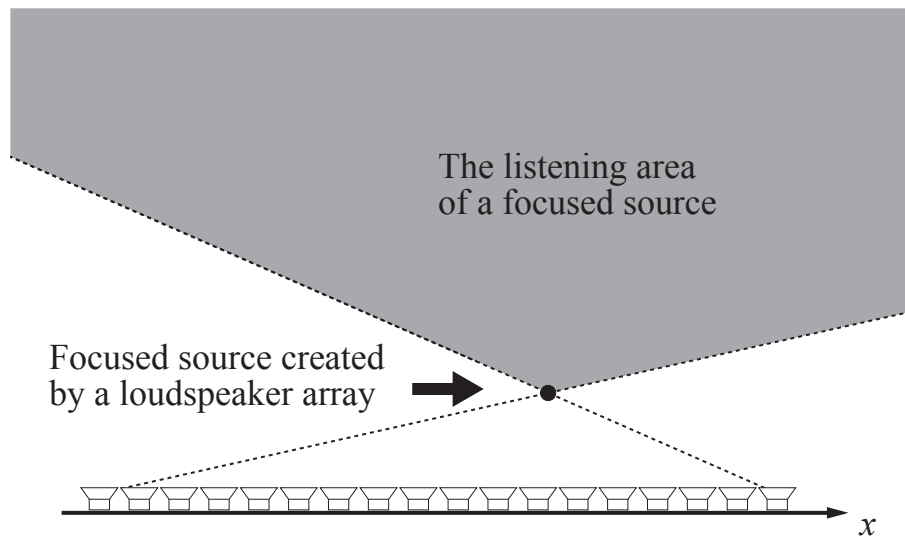 The listening area
of a focused source
Focused source created
by a loudspeaker array
x